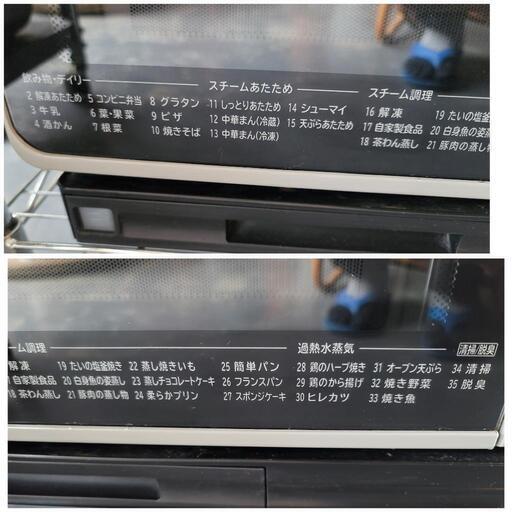 飲み物・デイリー スチームあたため スチーム調理
2 解凍あたため 5 コンビニ弁当 8 グラタン 11 しっとりあたため 14 シューマイ 16 解凍 19 たいの塩釜
3 牛乳 6 葉・果菜 9 ピザ 12 中華まん(冷蔵) 15 天ぷらあたため 17 自家製食品 20 白身魚の姿蒸
4 酒かん 7 根菜 10 焼きそば 13 中華まん(冷凍) 18 茶わん蒸し 21 豚肉の蒸し物
ーム調理 過熱水蒸気 清掃/脱臭
解凍 19 たいの塩釜焼き 22 蒸し焼きいも 25 簡単パン 28 鶏のハーブ焼き 31 オーブン天ぷら 34 清掃
自家製食品 20 白身魚の姿蒸し 23 蒸しチョコレートケーキ 26 フランスパン 29 鶏のから揚げ 32 焼き野菜 35 脱臭
18 茶わん蒸し 21 豚肉の蒸し物 24 柔らかプリン 27 スポンジケーキ 30 ヒレカツ 33 焼き魚